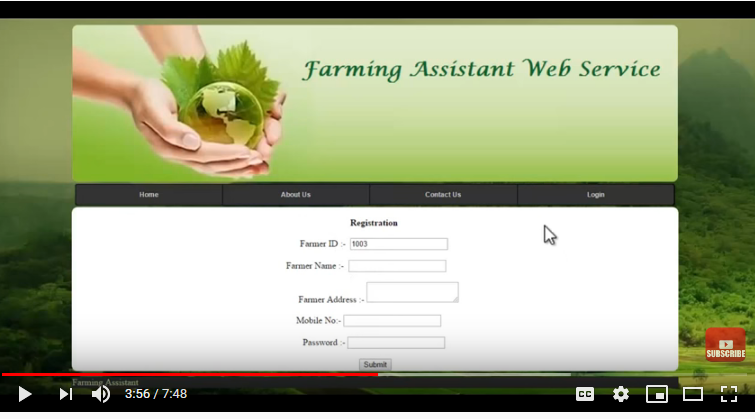 Farming Assistant Web Service
Home About Us Contact Us Login
Registration
Farmer ID :- 1003
Farmer Name :-
Farmer Address :-
Mobile No:-
Password :-
Submit
SUBSCRIBE
Farming Assistant
3:56 / 7:48
CC